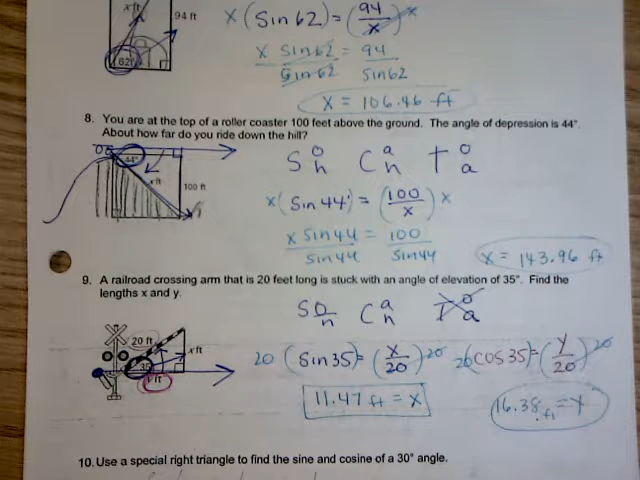 x ft
94 ft
62°
x (Sin 62) = (94/x) x
x Sin 62 = 94
Sin 62 Sin 62
x = 106.46 ft
8. You are at the top of a roller coaster 100 feet above the ground. The angle of depression is 44°.
About how far do you ride down the hill?
44°
x ft
100 ft
S o/h C a/h T o/a
x (Sin 44°) = (100/x) x
x Sin 44 = 100
Sin 44 Sin 44
x = 143.96 ft
9. A railroad crossing arm that is 20 feet long is stuck with an angle of elevation of 35°. Find the
lengths x and y.
S o/h C a/h T o/a
20 ft
x ft
35
y ft
20 (Sin 35) = (x/20) 20 20 (cos 35) = (y/20) 20
11.47 ft = x
16.38 ft = y
10. Use a special right triangle to find the sine and cosine of a 30° angle.